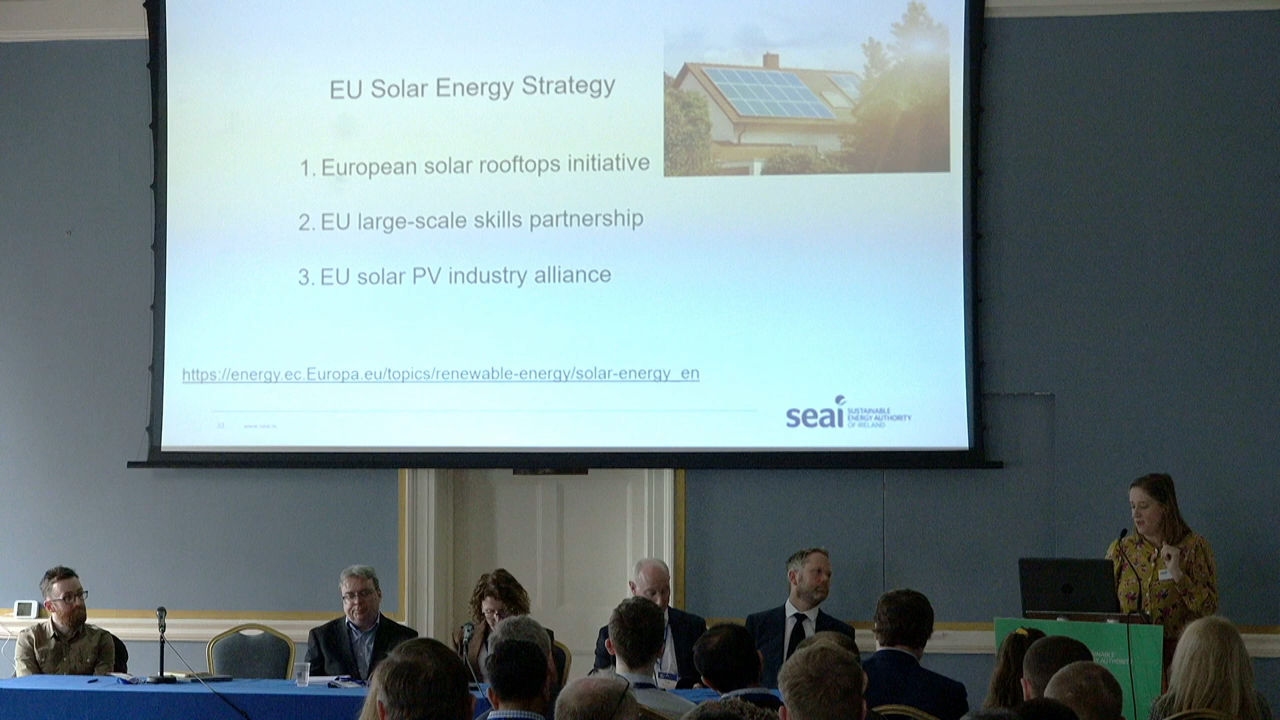 EU Solar Energy Strategy
1. European solar rooftops initiative
2. EU large-scale skills partnership
3. EU solar PV industry alliance
https://energy.ec.Europa.eu/topics/renewable-energy/solar-energy_en
seai SUSTAINABLE
ENERGY AUTHORITY
OF IRELAND